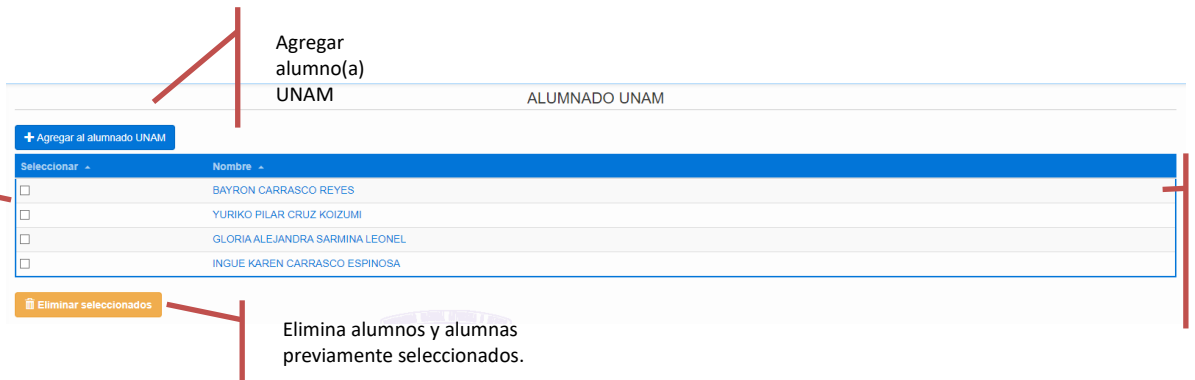 Agregar
alumno(a)
UNAM
ALUMNADO UNAM
Agregar al alumnado UNAM
Seleccionar Nombre
BAYRON CARRASCO REYES
YURIKO PILAR CRUZ KOIZUMI
GLORIA ALEJANDRA SARMINA LEONEL
INGUE KAREN CARRASCO ESPINOSA
Eliminar seleccionados
Elimina alumnos y alumnas
previamente seleccionados.